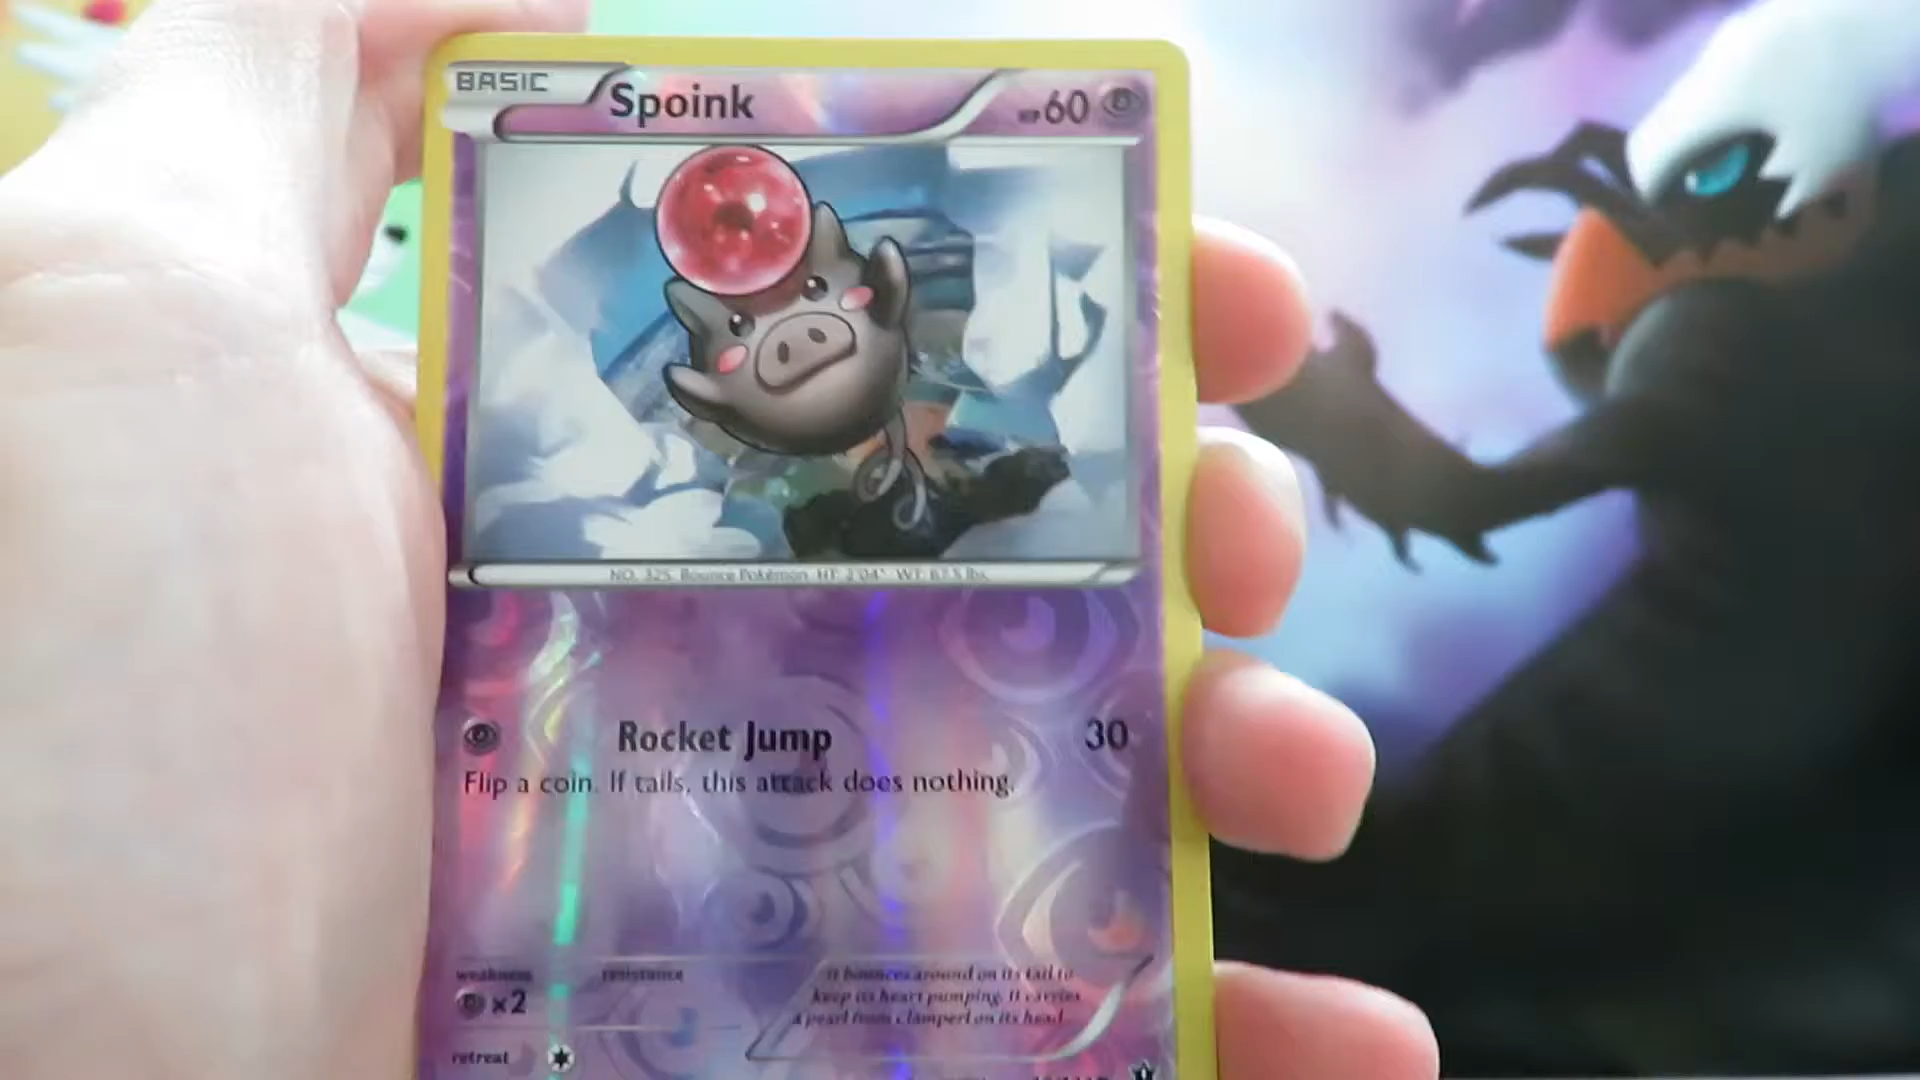 BASIC
Spoink
HP 60
NO. 325 Bounce Pokémon HT: 2'04" WT: 67.5 lbs.
Rocket Jump 30
Flip a coin. If tails, this attack does nothing.
weakness resistance
×2
It bounces around on its tail to
keep its heart pumping. It carries
a pearl from Clamperl on its head.
retreat